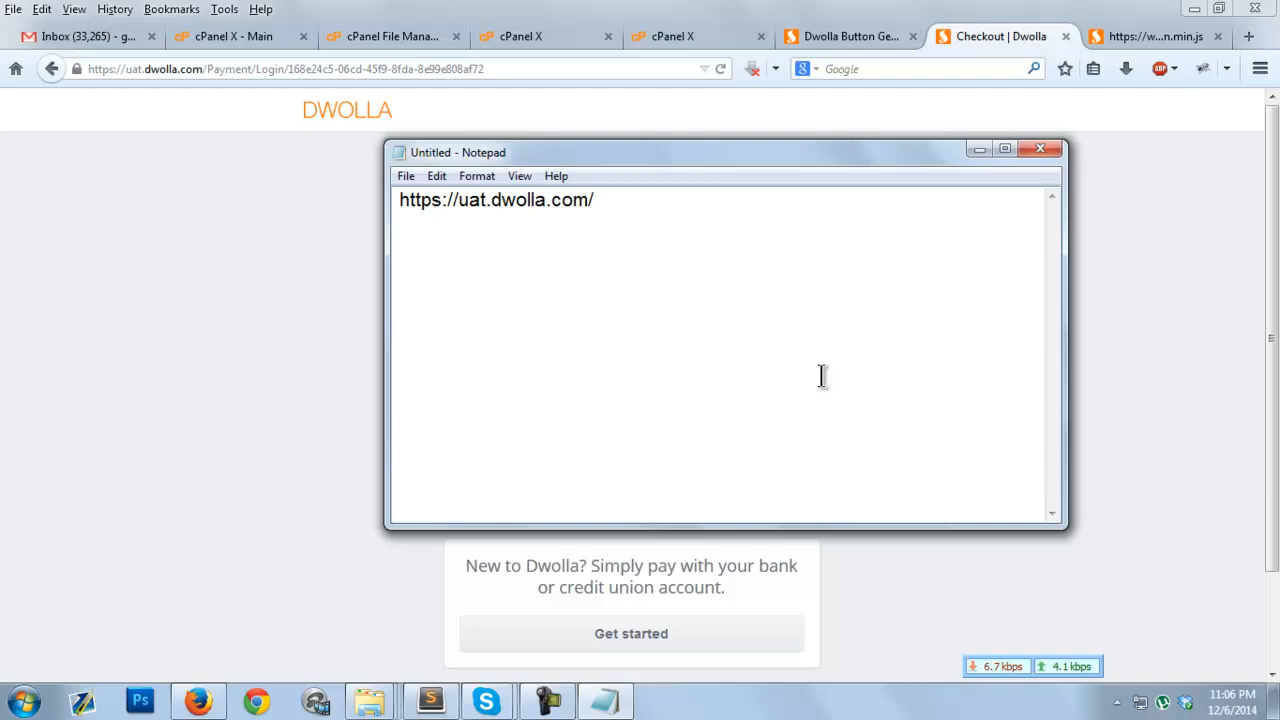 File Edit View History Bookmarks Tools Help
Inbox (33,265) - g... cPanel X - Main cPanel File Mana... cPanel X cPanel X Dwolla Button Ge... Checkout | Dwolla https://w...n.min.js
https://uat.dwolla.com/Payment/Login/168e24c5-06cd-45f9-8fda-8e99e808af72 Google
DWOLLA
Untitled - Notepad
File Edit Format View Help
https://uat.dwolla.com/
New to Dwolla? Simply pay with your bank
or credit union account.
Get started
6.7 kbps 4.1 kbps
11:06 PM
12/6/2014